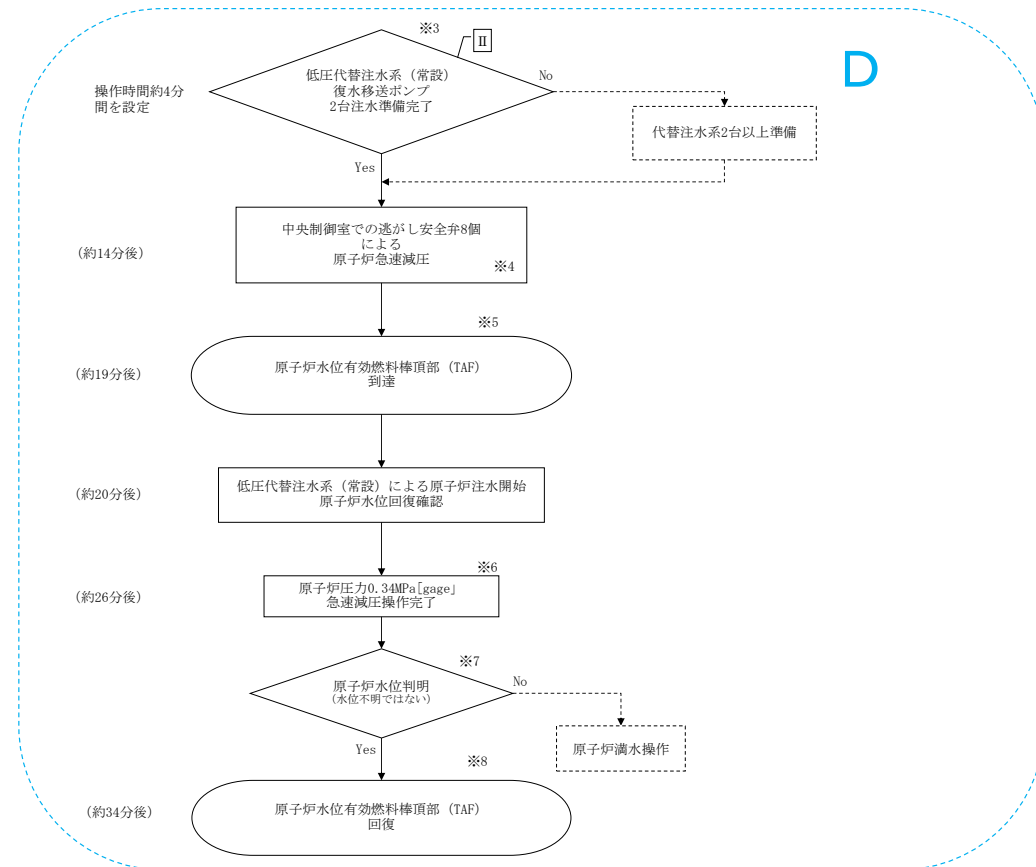 ※3
Ⅱ
D
低圧代替注水系（常設）
復水移送ポンプ
2台注水準備完了
No
操作時間約4分
間を設定
代替注水系2台以上準備
Yes
中央制御室での逃がし安全弁8個
による
原子炉急速減圧
※4
(約14分後)
※5
原子炉水位有効燃料棒頂部（TAF）
到達
(約19分後)
低圧代替注水系（常設）による原子炉注水開始
原子炉水位回復確認
(約20分後)
※6
原子炉圧力0.34MPa[gage」
急速減圧操作完了
(約26分後)
※7
原子炉水位判明
(水位不明ではない)
No
原子炉満水操作
Yes
※8
原子炉水位有効燃料棒頂部（TAF）
回復
(約34分後)